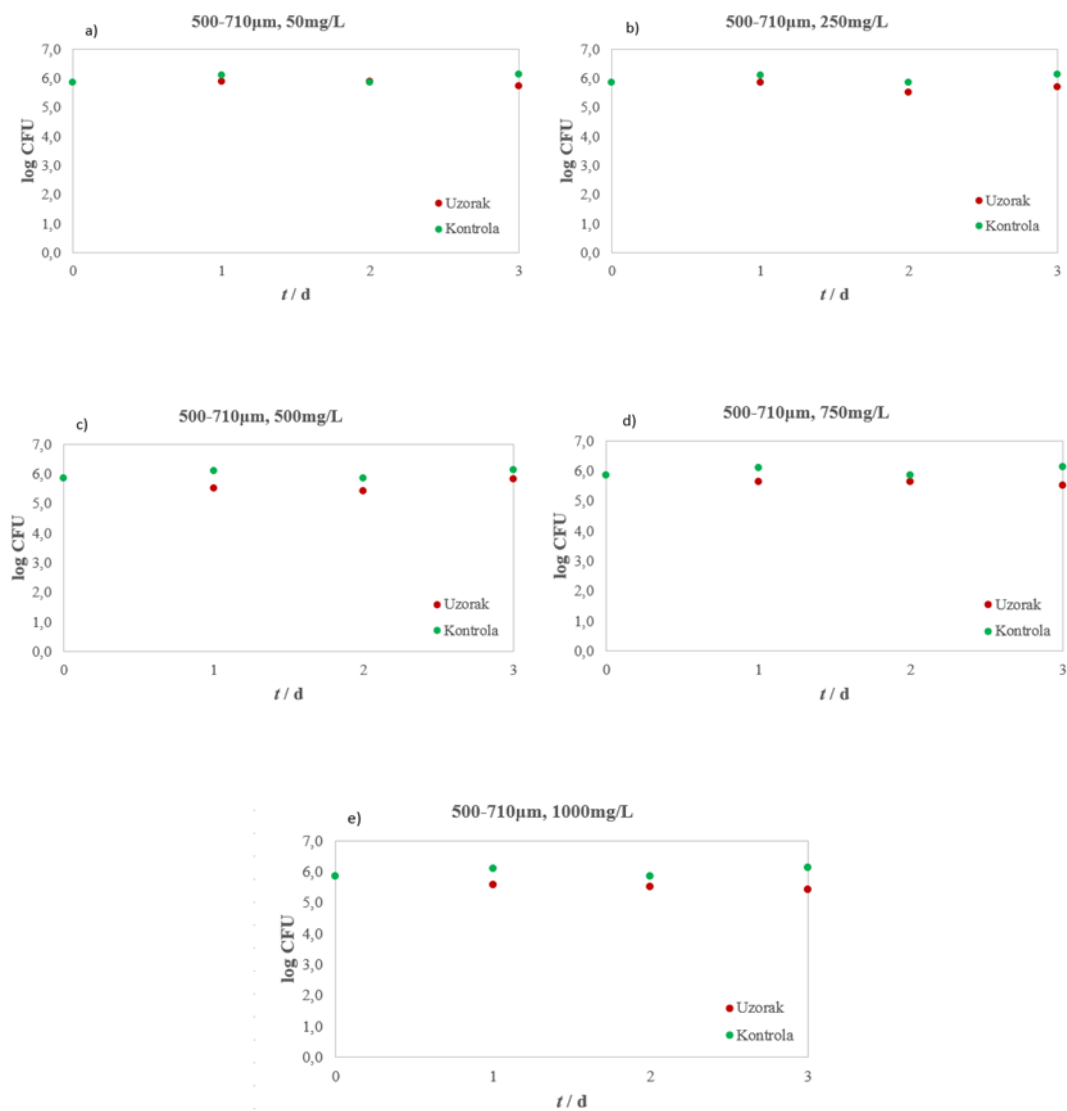 a)
500-710µm, 50mg/L
7,0
6,0
5,0
4,0
3,0
2,0
1,0
0,0
log CFU
Uzorak
Kontrola
0 1 2 3
t / d
b)
500-710µm, 250mg/L
7,0
6,0
5,0
4,0
3,0
2,0
1,0
0,0
log CFU
Uzorak
Kontrola
0 1 2 3
t / d
c)
500-710µm, 500mg/L
7,0
6,0
5,0
4,0
3,0
2,0
1,0
0,0
log CFU
Uzorak
Kontrola
0 1 2 3
t / d
d)
500-710µm, 750mg/L
7,0
6,0
5,0
4,0
3,0
2,0
1,0
0,0
log CFU
Uzorak
Kontrola
0 1 2 3
t / d
e)
500-710µm, 1000mg/L
7,0
6,0
5,0
4,0
3,0
2,0
1,0
0,0
log CFU
Uzorak
Kontrola
0 1 2 3
t / d